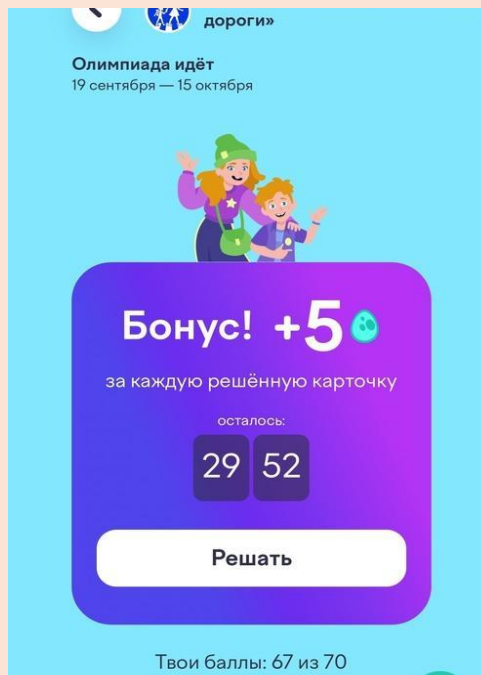 дороги»
Олимпиада идёт
19 сентября — 15 октября
Бонус! +5
за каждую решённую карточку
осталось:
29 52
Решать
Твои баллы: 67 из 70